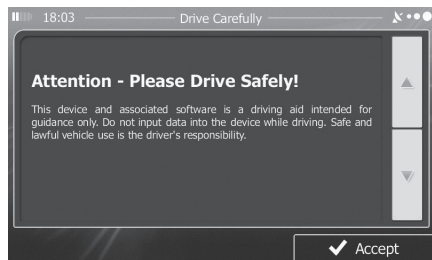 18:03 Drive Carefully
Attention - Please Drive Safely!
This device and associated software is a driving aid intended for
guidance only. Do not input data into the device while driving. Safe and
lawful vehicle use is the driver's responsibility.
Accept